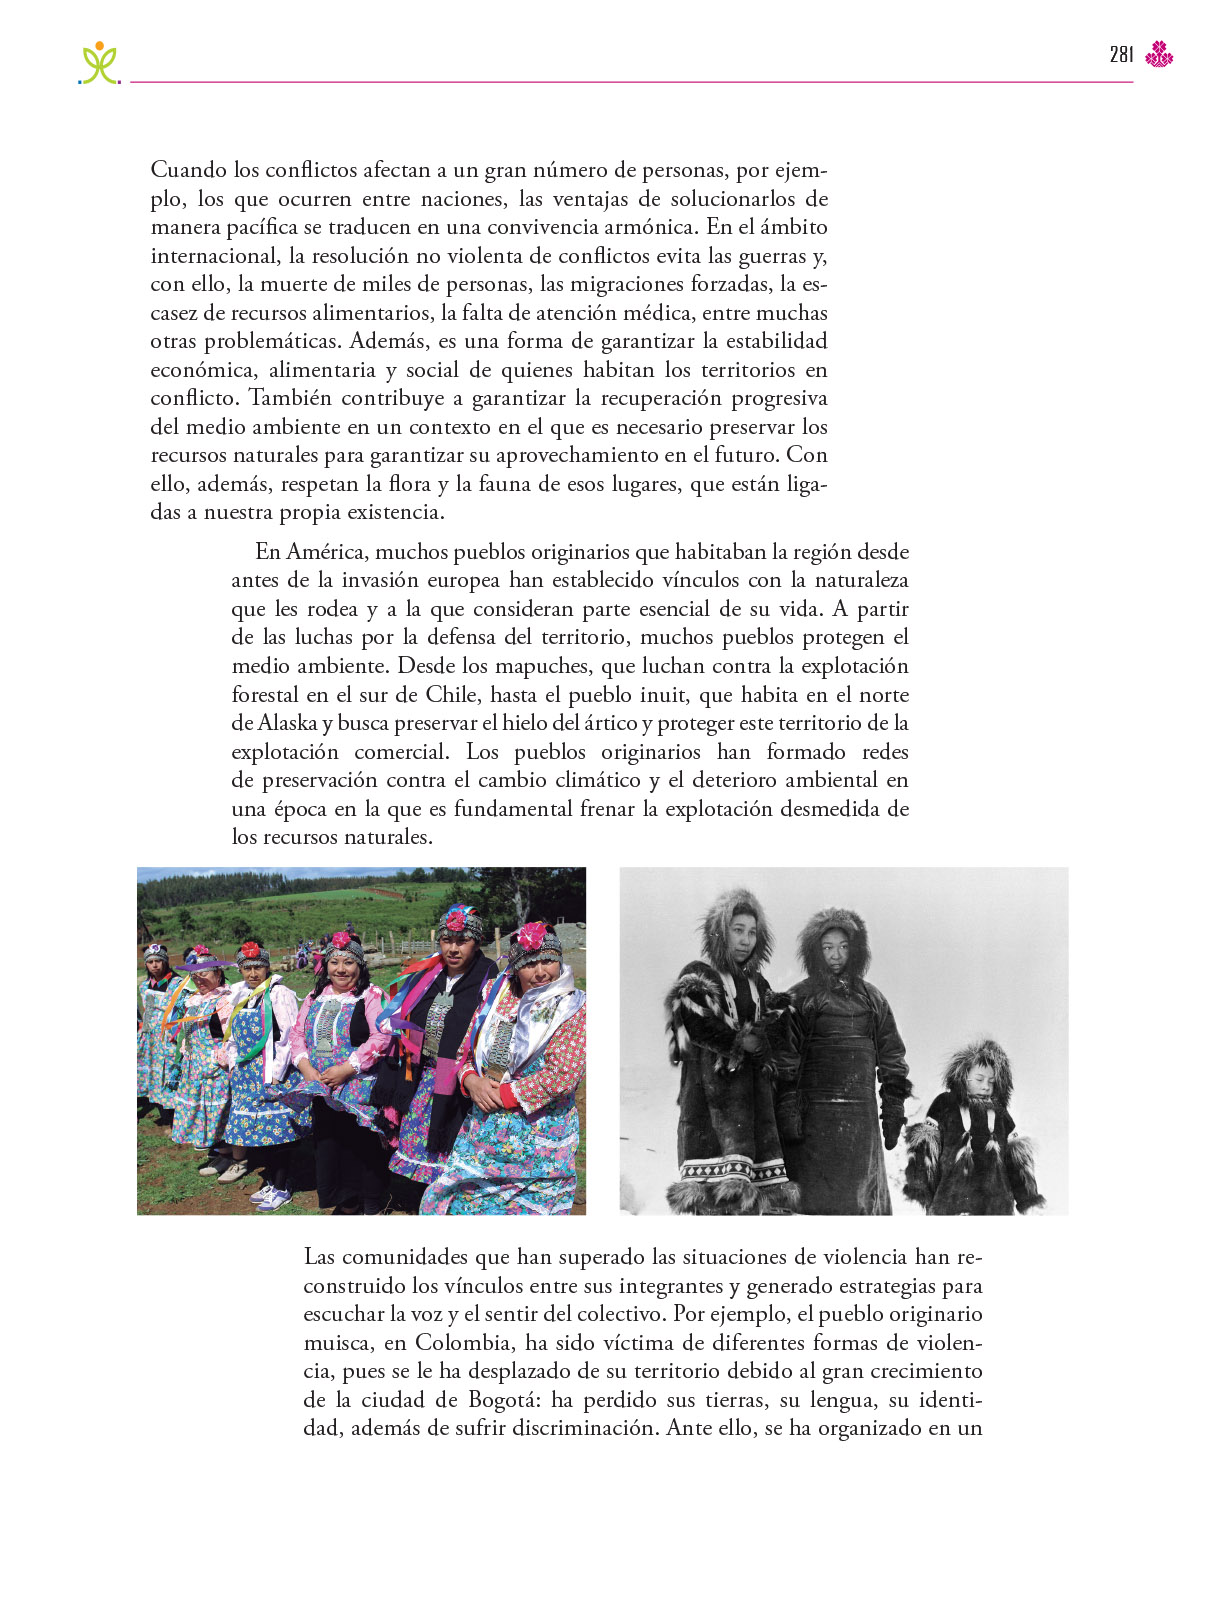 281
Cuando los conflictos afectan a un gran número de personas, por ejem-
plo, los que ocurren entre naciones, las ventajas de solucionarlos de
manera pacífica se traducen en una convivencia armónica. En el ámbito
internacional, la resolución no violenta de conflictos evita las guerras y,
con ello, la muerte de miles de personas, las migraciones forzadas, la es-
casez de recursos alimentarios, la falta de atención médica, entre muchas
otras problemáticas. Además, es una forma de garantizar la estabilidad
económica, alimentaria y social de quienes habitan los territorios en
conflicto. También contribuye a garantizar la recuperación progresiva
del medio ambiente en un contexto en el que es necesario preservar los
recursos naturales para garantizar su aprovechamiento en el futuro. Con
ello, además, respetan la flora y la fauna de esos lugares, que están liga-
das a nuestra propia existencia.
En América, muchos pueblos originarios que habitaban la región desde
antes de la invasión europea han establecido vínculos con la naturaleza
que les rodea y a la que consideran parte esencial de su vida. A partir
de las luchas por la defensa del territorio, muchos pueblos protegen el
medio ambiente. Desde los mapuches, que luchan contra la explotación
forestal en el sur de Chile, hasta el pueblo inuit, que habita en el norte
de Alaska y busca preservar el hielo del ártico y proteger este territorio de la
explotación comercial. Los pueblos originarios han formado redes
de preservación contra el cambio climático y el deterioro ambiental en
una época en la que es fundamental frenar la explotación desmedida de
los recursos naturales.
Las comunidades que han superado las situaciones de violencia han re-
construido los vínculos entre sus integrantes y generado estrategias para
escuchar la voz y el sentir del colectivo. Por ejemplo, el pueblo originario
muisca, en Colombia, ha sido víctima de diferentes formas de violen-
cia, pues se le ha desplazado de su territorio debido al gran crecimiento
de la ciudad de Bogotá: ha perdido sus tierras, su lengua, su identi-
dad, además de sufrir discriminación. Ante ello, se ha organizado en un